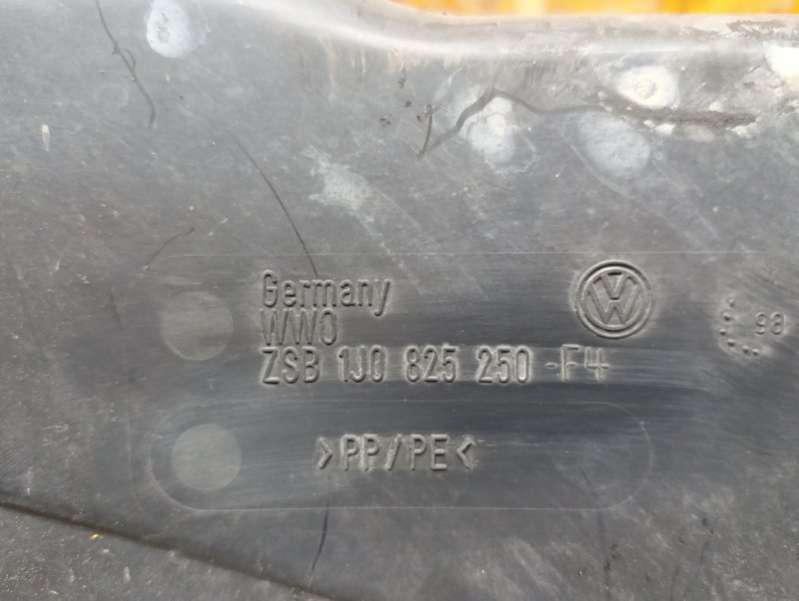 Germany
WWO
ZSB 1J0 825 250 -F4
98
>PP/PE<